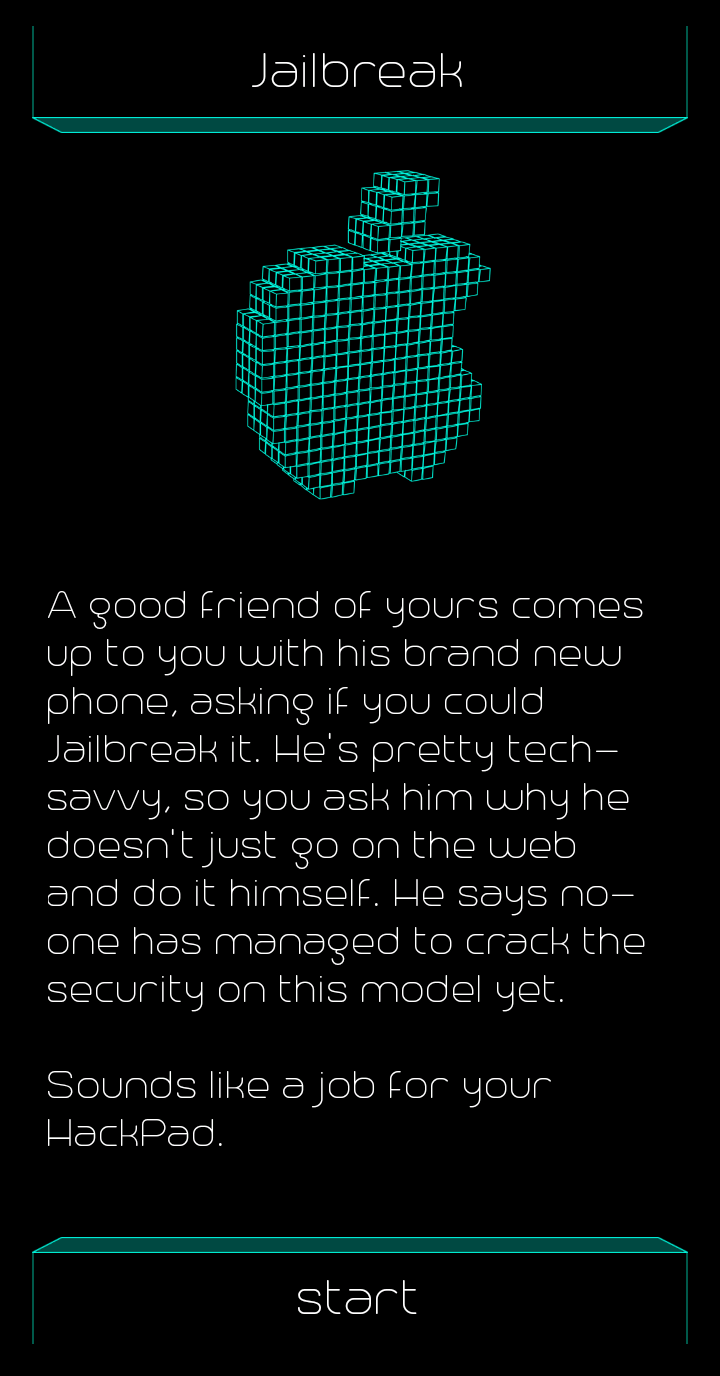 Jailbreak
A good friend of yours comes
up to you with his brand new
phone, asking if you could
Jailbreak it. He's pretty tech-
savvy, so you ask him why he
doesn't just go on the web
and do it himself. He says no-
one has managed to crack the
security on this model yet.
Sounds like a job for your
HackPad.
start